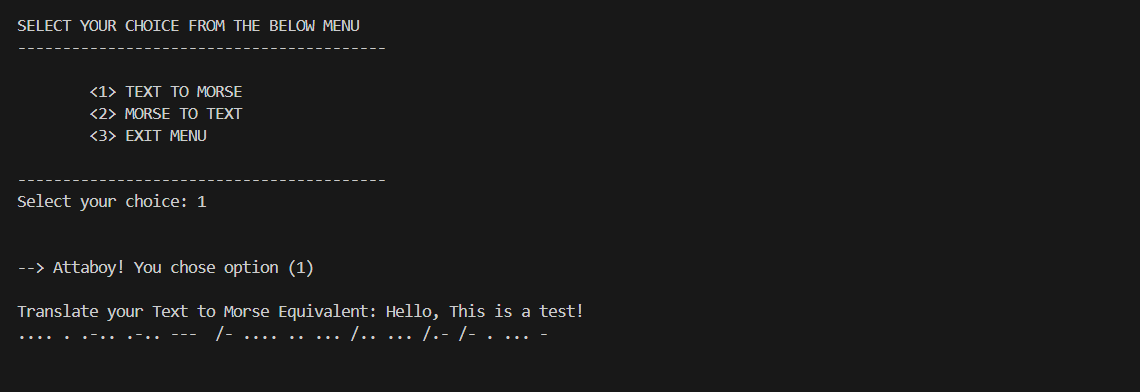 SELECT YOUR CHOICE FROM THE BELOW MENU
-----------------------------------------
<1> TEXT TO MORSE
<2> MORSE TO TEXT
<3> EXIT MENU
-----------------------------------------
Select your choice: 1
--> Attaboy! You chose option (1)
Translate your Text to Morse Equivalent: Hello, This is a test!
.... . .-.. .-.. ---  /- .... .. ... /.. ... /.- /- . ... -